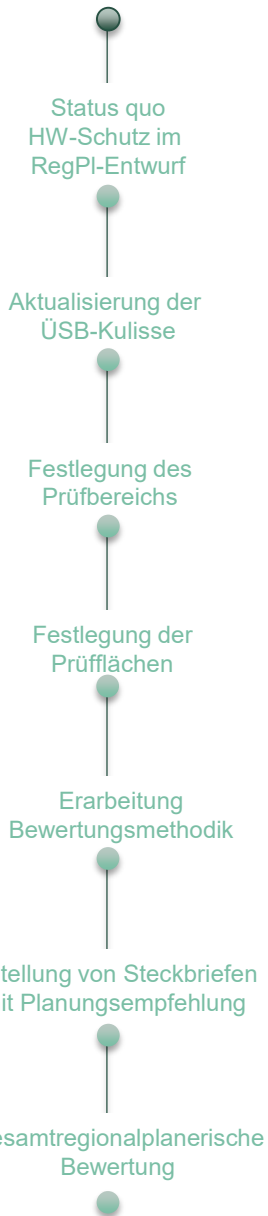 Status quo
HW-Schutz im
RegPl-Entwurf
Aktualisierung der
ÜSB-Kulisse
Festlegung des
Prüfbereichs
Festlegung der
Prüfflächen
Erarbeitung
Bewertungsmethodik
tellung von Steckbriefen
it Planungsempfehlung
esamtregionalplanerische
Bewertung